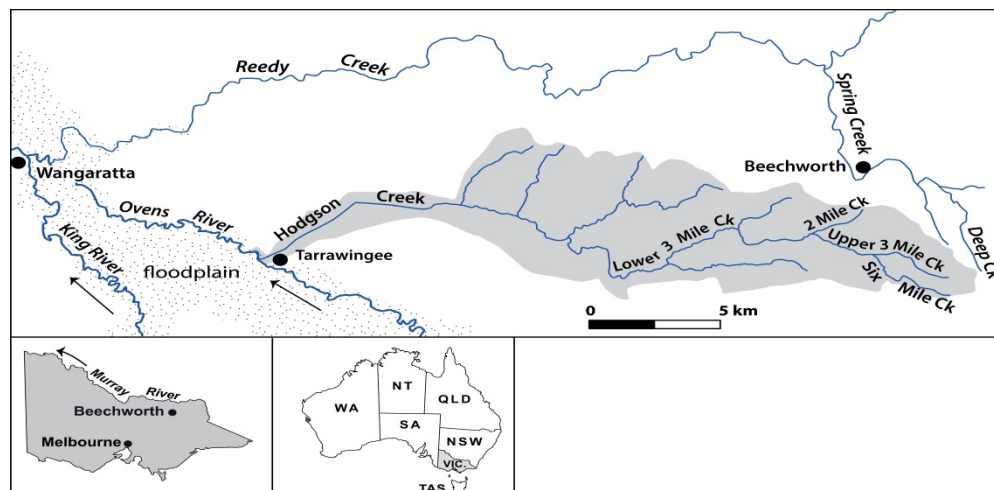 Reedy Creek
Spring Creek
Beechworth
Wangaratta
Ovens River
Hodgson Creek
King River
floodplain
Tarrawingee
Lower 3 Mile Ck
2 Mile Ck
Upper 3 Mile Ck
Six Mile Ck
Deep Ck
0 5 km
Murray River
Beechworth
Melbourne
WA
NT
QLD
SA
NSW
VIC.
TAS